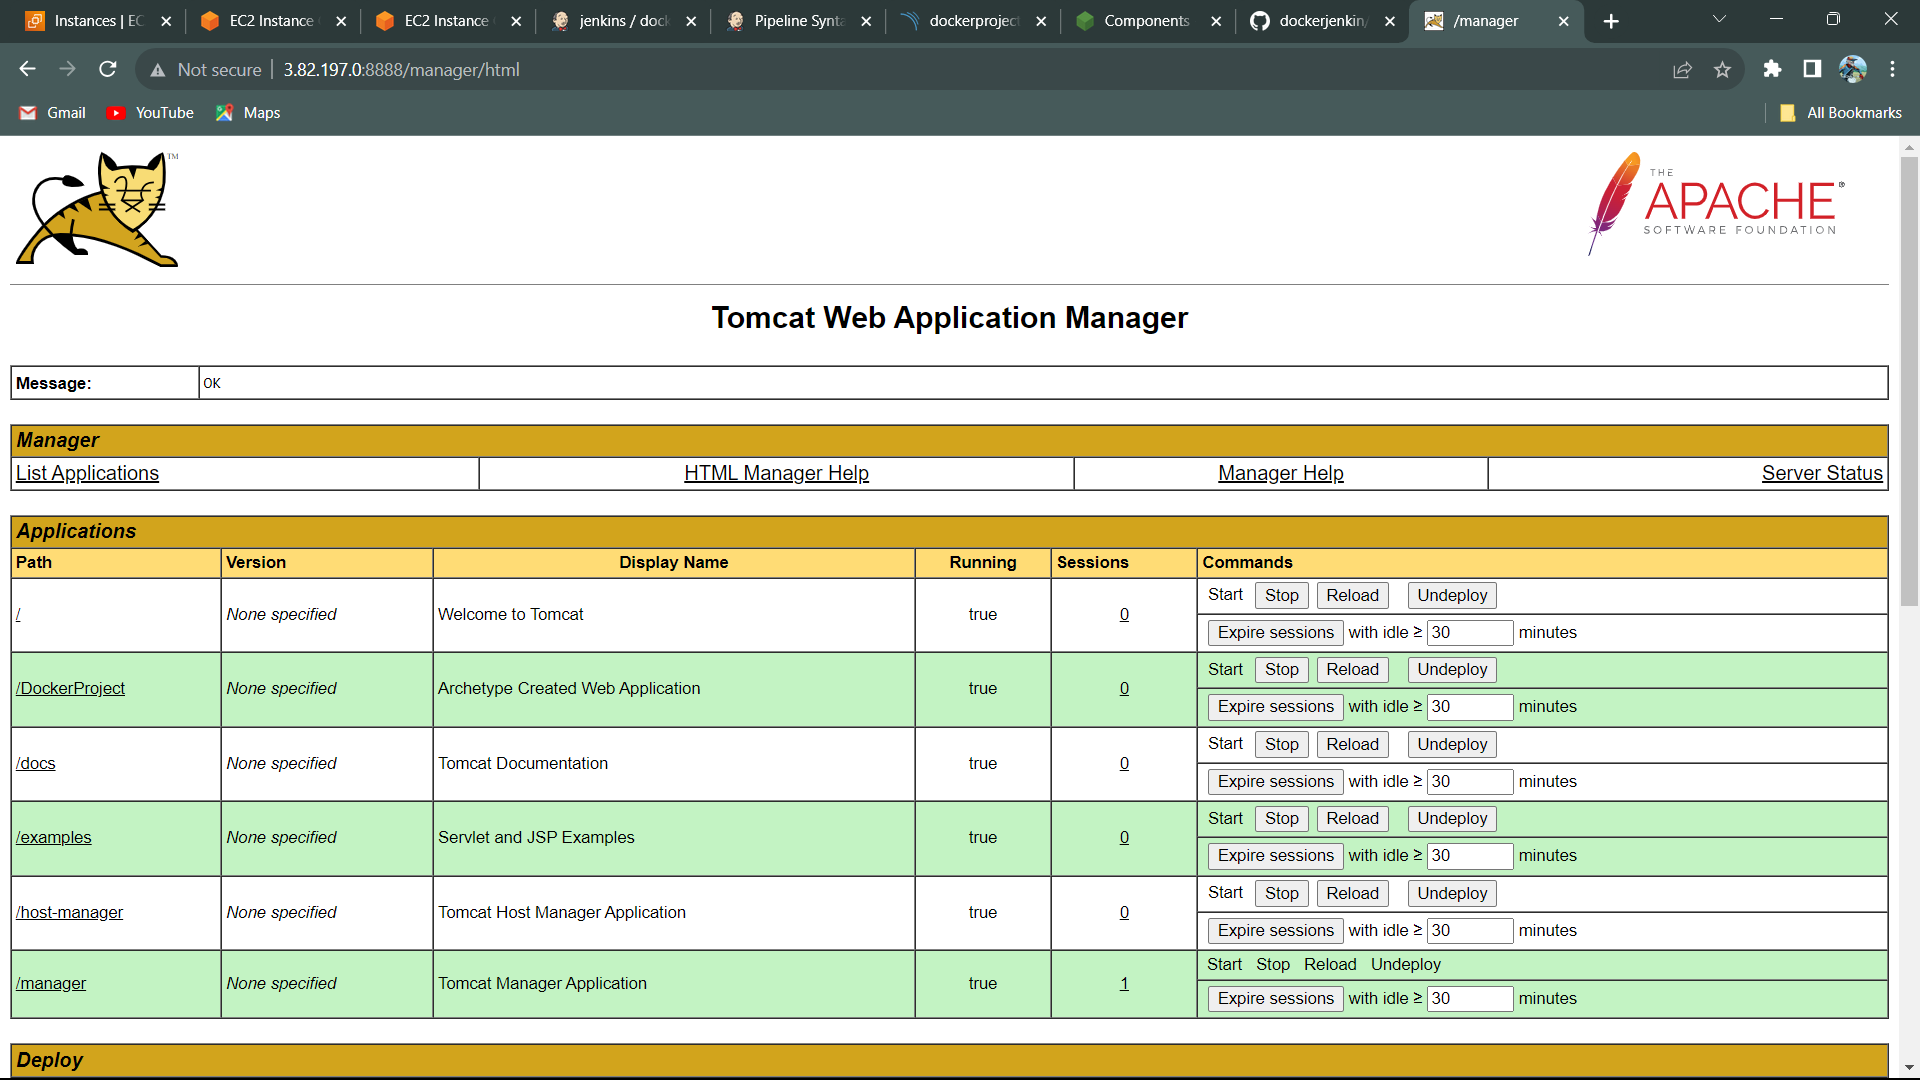 Instances | EC
EC2 Instance
EC2 Instance
jenkins / dock
Pipeline Synta
dockerproject
Components
dockerjenkin/
/manager
Not secure
3.82.197.0:8888/manager/html
Gmail
YouTube
Maps
All Bookmarks
TM
THE
APACHE®
SOFTWARE FOUNDATION
Tomcat Web Application Manager
Message: OK
Manager
List Applications HTML Manager Help Manager Help Server Status
Applications
Path Version Display Name Running Sessions Commands
/ None specified Welcome to Tomcat true 0 Start Stop Reload Undeploy
Expire sessions with idle ≥ 30 minutes
/DockerProject None specified Archetype Created Web Application true 0 Start Stop Reload Undeploy
Expire sessions with idle ≥ 30 minutes
/docs None specified Tomcat Documentation true 0 Start Stop Reload Undeploy
Expire sessions with idle ≥ 30 minutes
/examples None specified Servlet and JSP Examples true 0 Start Stop Reload Undeploy
Expire sessions with idle ≥ 30 minutes
/host-manager None specified Tomcat Host Manager Application true 0 Start Stop Reload Undeploy
Expire sessions with idle ≥ 30 minutes
/manager None specified Tomcat Manager Application true 1 Start Stop Reload Undeploy
Expire sessions with idle ≥ 30 minutes
Deploy